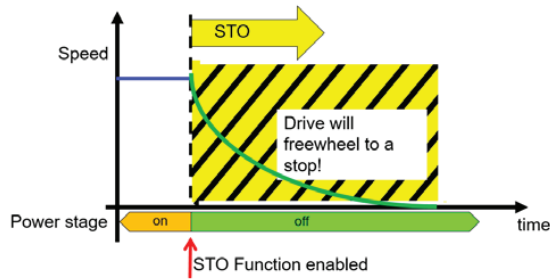 STO
Speed
Drive will
freewheel to a
stop!
Power stage
on
off
time
STO Function enabled